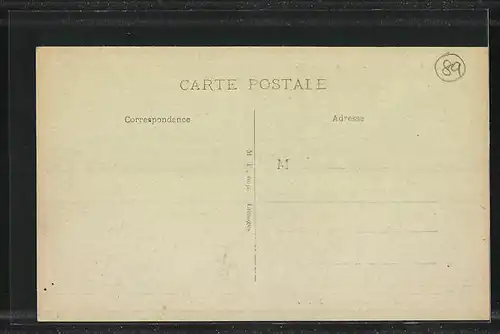 89
CARTE POSTALE
Correspondance
Adresse
M